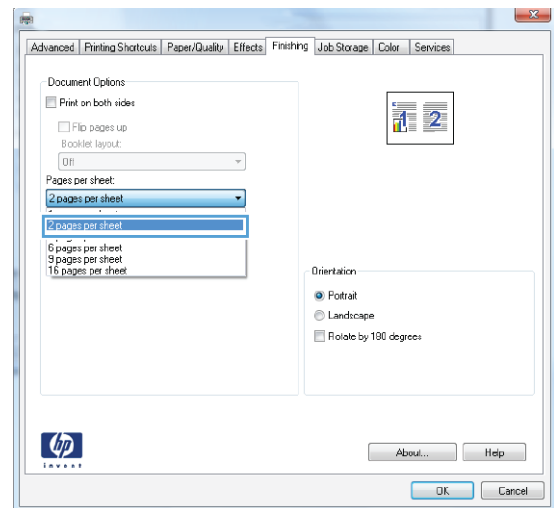 Advanced Printing Shortcuts Paper/Quality Effects Finishing Job Storage Color Services
Document Options
Print on both sides
Flip pages up
Booklet layout:
Off
Pages per sheet:
2 pages per sheet
2 pages per sheet
6 pages per sheet
9 pages per sheet
16 pages per sheet
1 2
Orientation
Portrait
Landscape
Rotate by 180 degrees
hp
invent
About... Help
OK Cancel